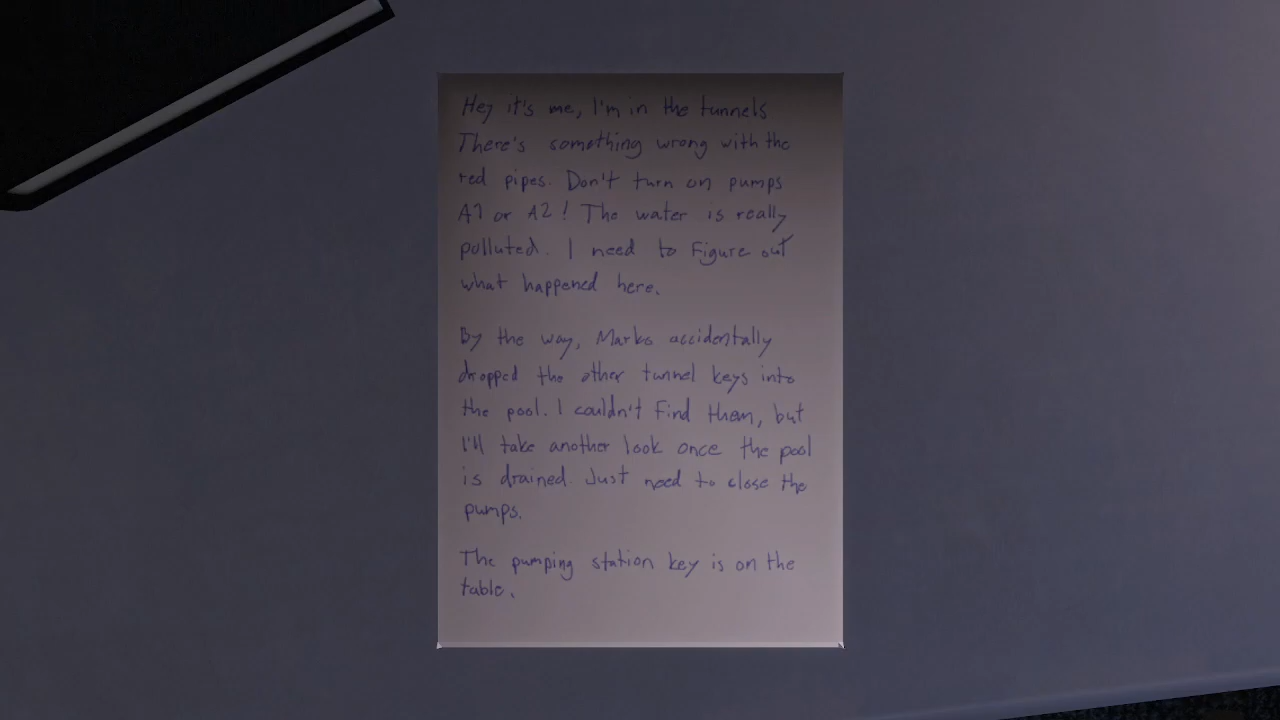 Hey it's me, I'm in the tunnels
There's something wrong with the
red pipes. Don't turn on pumps
A1 or A2! The water is really
polluted. I need to Figure out
what happened here.
By the way, Marko accidentally
dropped the other tunnel keys into
the pool. I couldn't find them, but
I'll take another look once the pool
is drained. Just need to close the
pumps.
The pumping station key is on the
table.